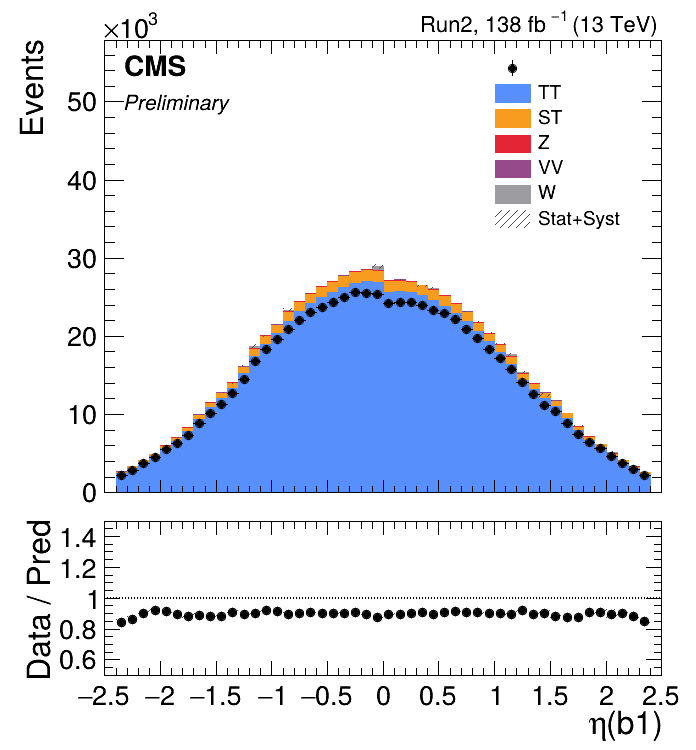 ×10³
Run2, 138 fb⁻¹ (13 TeV)
CMS
Preliminary
Events
TT
ST
Z
VV
W
Stat+Syst
50
40
30
20
10
0
Data / Pred
1.4
1.2
1
0.8
0.6
−2.5 −2 −1.5 −1 −0.5 0 0.5 1 1.5 2 2.5
η(b1)